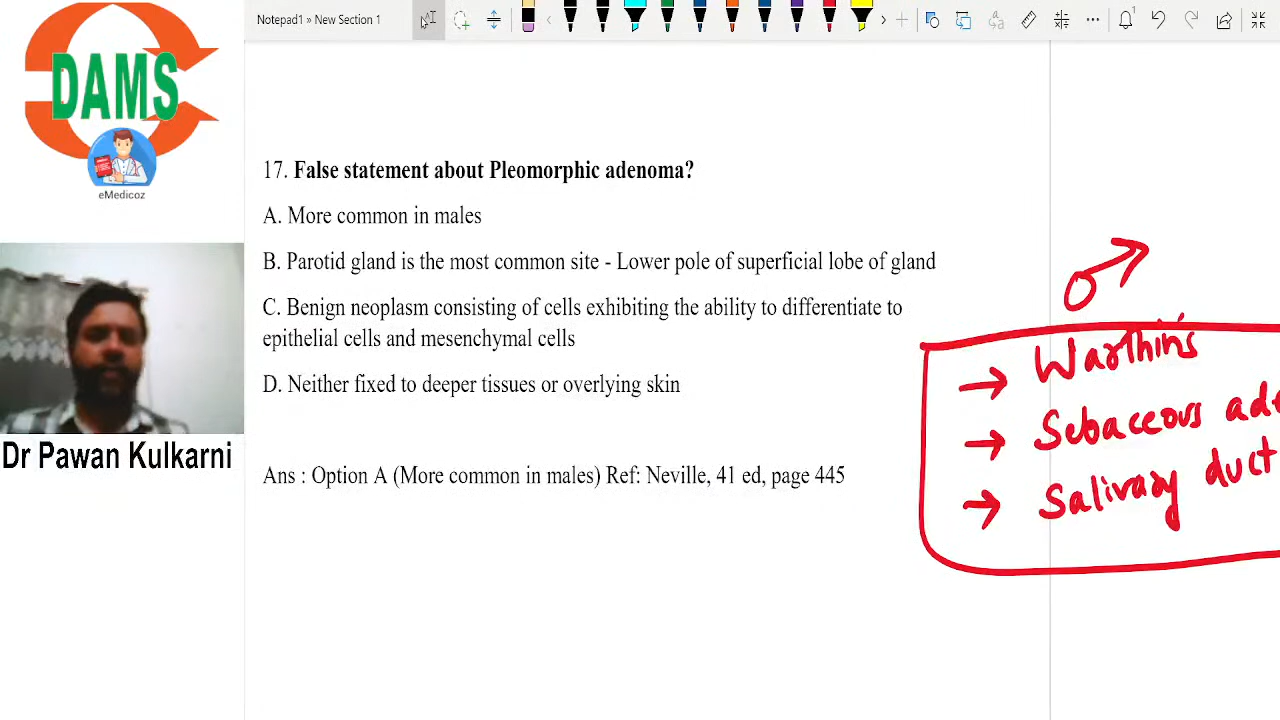 Notepad1 » New Section 1
DAMS
eMedicoz
17. False statement about Pleomorphic adenoma?
A. More common in males
B. Parotid gland is the most common site - Lower pole of superficial lobe of gland
C. Benign neoplasm consisting of cells exhibiting the ability to differentiate to
epithelial cells and mesenchymal cells
D. Neither fixed to deeper tissues or overlying skin
Ans : Option A (More common in males) Ref: Neville, 41 ed, page 445
→ Warthin's
→ Sebaceous
→ Salivary duct
Dr Pawan Kulkarni